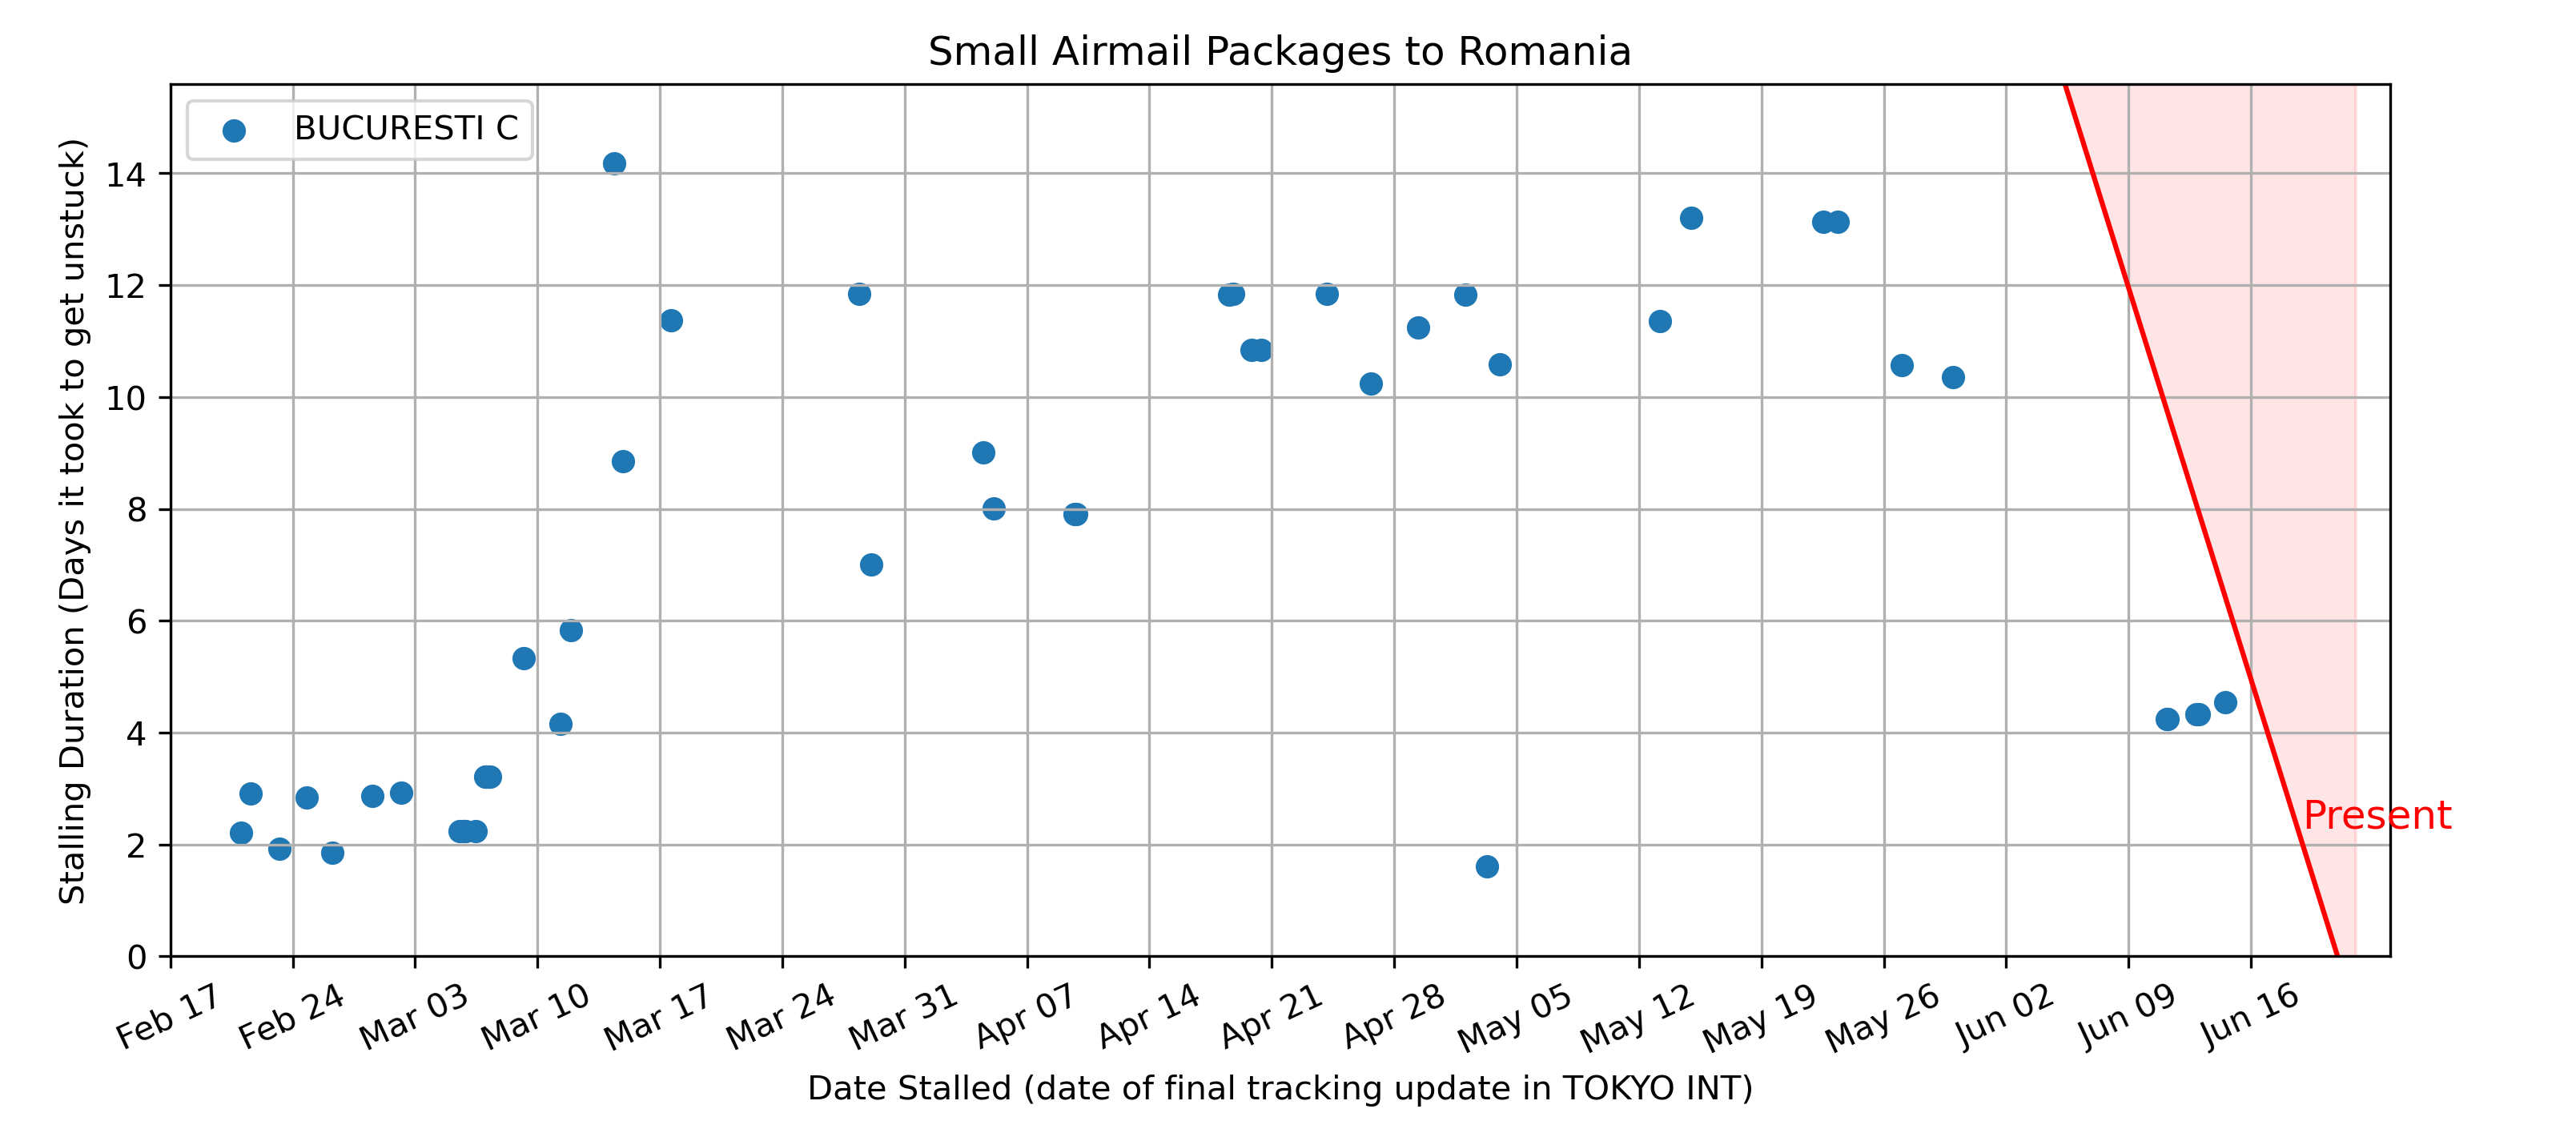 Small Airmail Packages to Romania
BUCURESTI C
Stalling Duration (Days it took to get unstuck)
14
12
10
8
6
4
2
0
Present
Feb 17
Feb 24
Mar 03
Mar 10
Mar 17
Mar 24
Mar 31
Apr 07
Apr 14
Apr 21
Apr 28
May 05
May 12
May 19
May 26
Jun 02
Jun 09
Jun 16
Date Stalled (date of final tracking update in TOKYO INT)